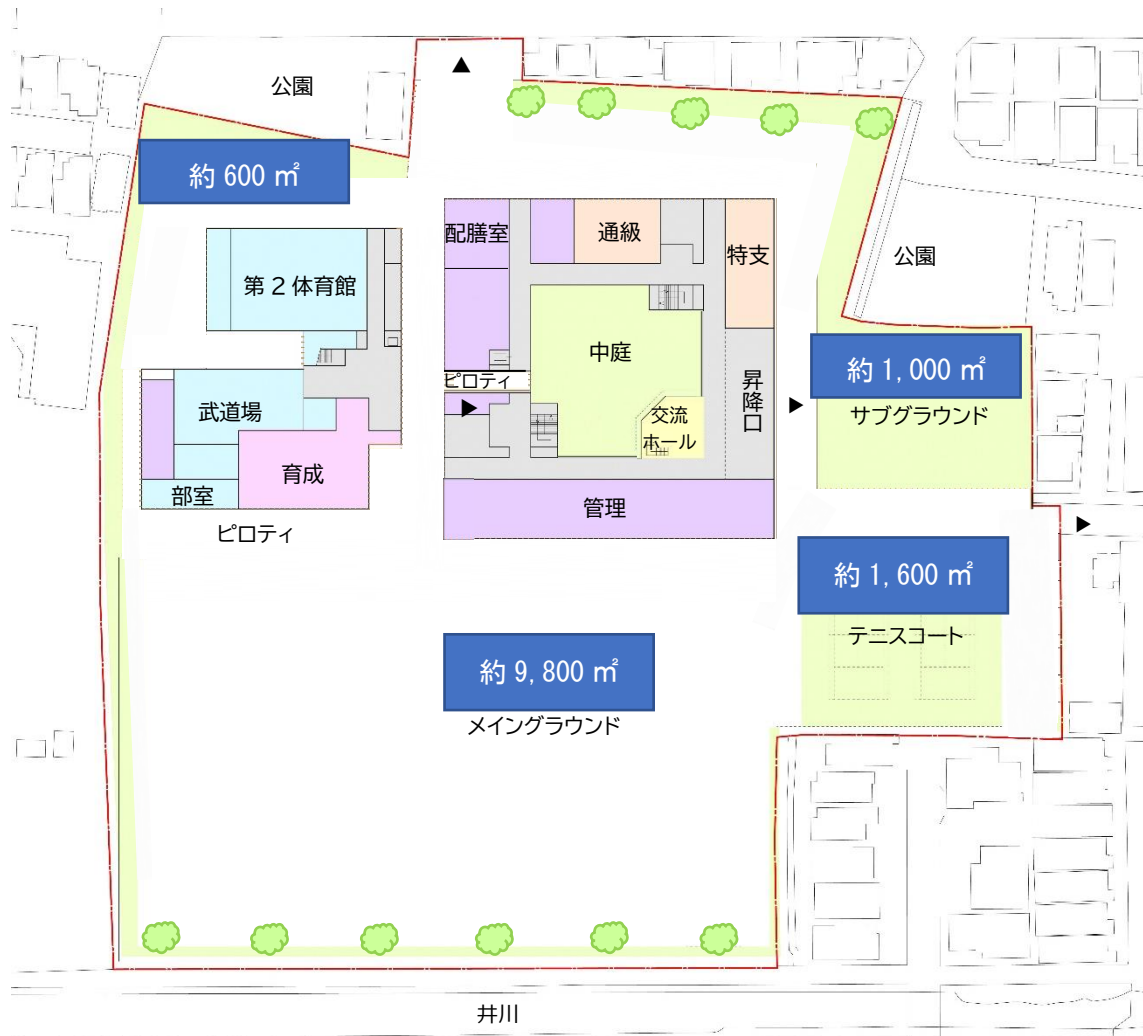 公園
約 600 ㎡
配膳室
通級
特支
公園
第２体育館
中庭
約 1,000 ㎡
サブグラウンド
ピロティ
昇降口
武道場
交流
ホール
育成
部室
管理
ピロティ
約 1,600 ㎡
テニスコート
約 9,800 ㎡
メイングラウンド
井川